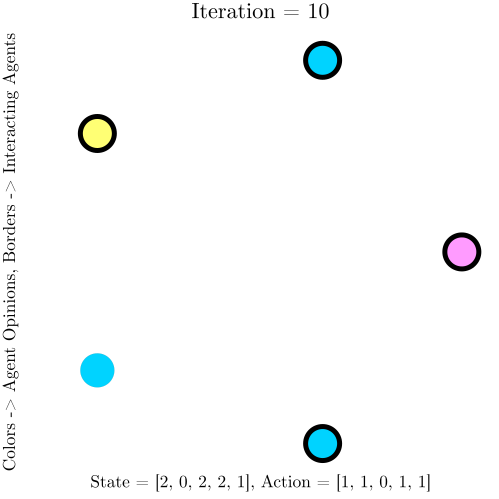 Iteration = 10
Colors -> Agent Opinions, Borders -> Interacting Agents
State = [2, 0, 2, 2, 1], Action = [1, 1, 0, 1, 1]